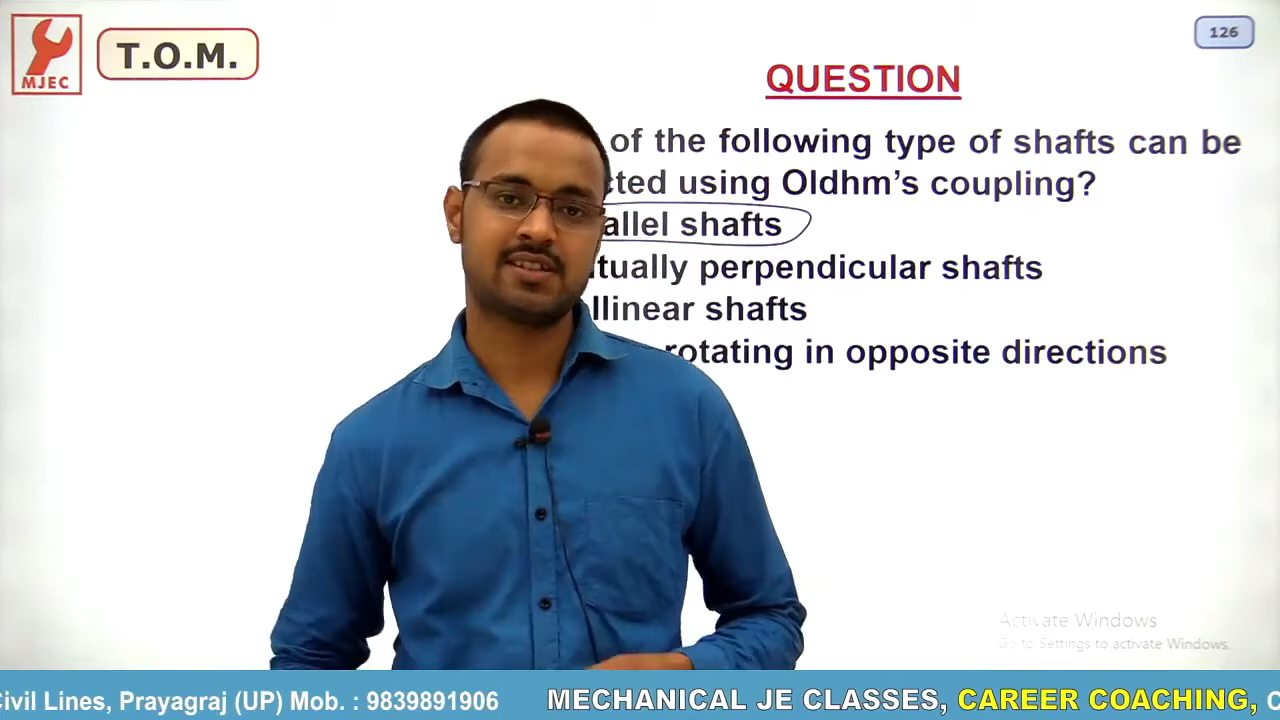 MJEC
T.O.M.
126
QUESTION
of the following type of shafts can be
cted using Oldhm's coupling?
allel shafts
tually perpendicular shafts
llinear shafts
rotating in opposite directions
Activate Windows
Go to Settings to activate Windows.
Civil Lines, Prayagraj (UP) Mob. : 9839891906 MECHANICAL JE CLASSES, CAREER COACHING, C